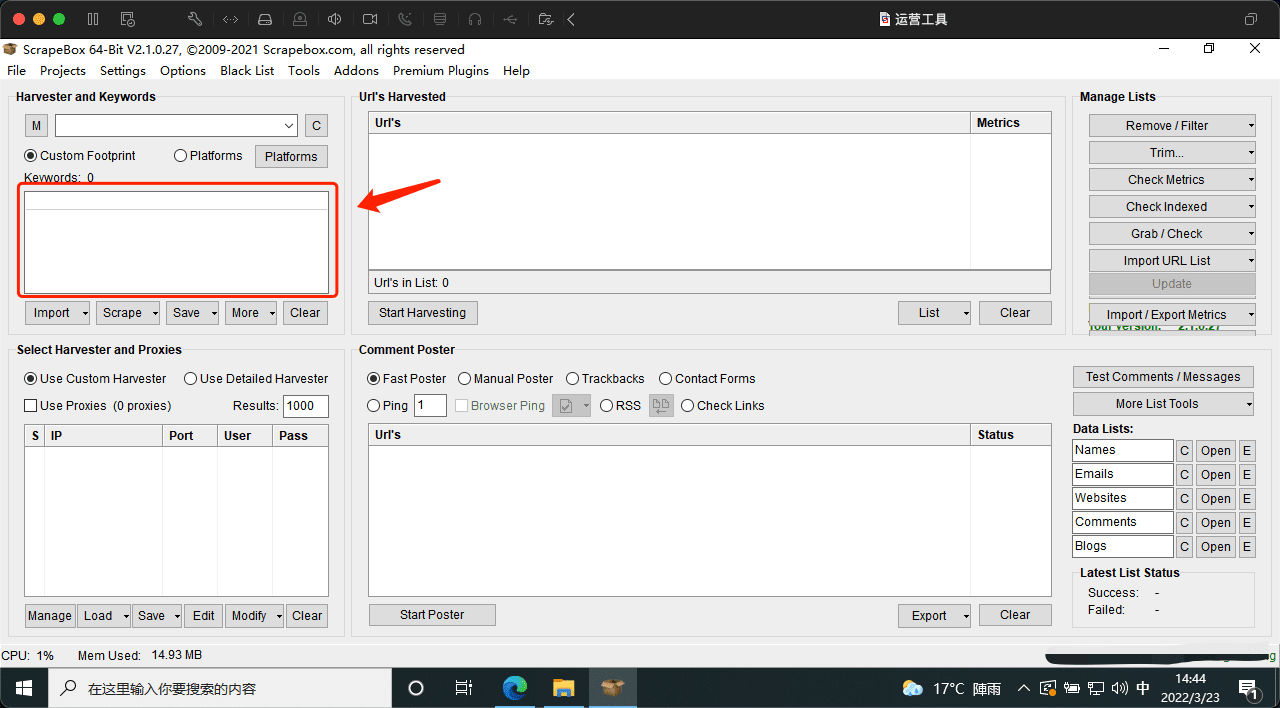 运营工具
ScrapeBox 64-Bit V2.1.0.27, ©2009-2021 Scrapebox.com, all rights reserved
File Projects Settings Options Black List Tools Addons Premium Plugins Help
Harvester and Keywords
M C
Custom Footprint Platforms Platforms
Keywords: 0
Import Scrape Save More Clear
Url's Harvested
Url's Metrics
Url's in List: 0
Start Harvesting List Clear
Manage Lists
Remove / Filter
Trim...
Check Metrics
Check Indexed
Grab / Check
Import URL List
Update
Import / Export Metrics
Your version: 2.1.0.27
Select Harvester and Proxies
Use Custom Harvester Use Detailed Harvester
Use Proxies (0 proxies) Results: 1000
S IP Port User Pass
Manage Load Save Edit Modify Clear
Comment Poster
Fast Poster Manual Poster Trackbacks Contact Forms
Ping 1 Browser Ping RSS Check Links
Url's Status
Start Poster Export Clear
Test Comments / Messages
More List Tools
Data Lists:
Names C Open E
Emails C Open E
Websites C Open E
Comments C Open E
Blogs C Open E
Latest List Status
Success: -
Failed: -
CPU: 1% Mem Used: 14.93 MB
在这里输入你要搜索的内容
17°C 陣雨
中
14:44
2022/3/23
1